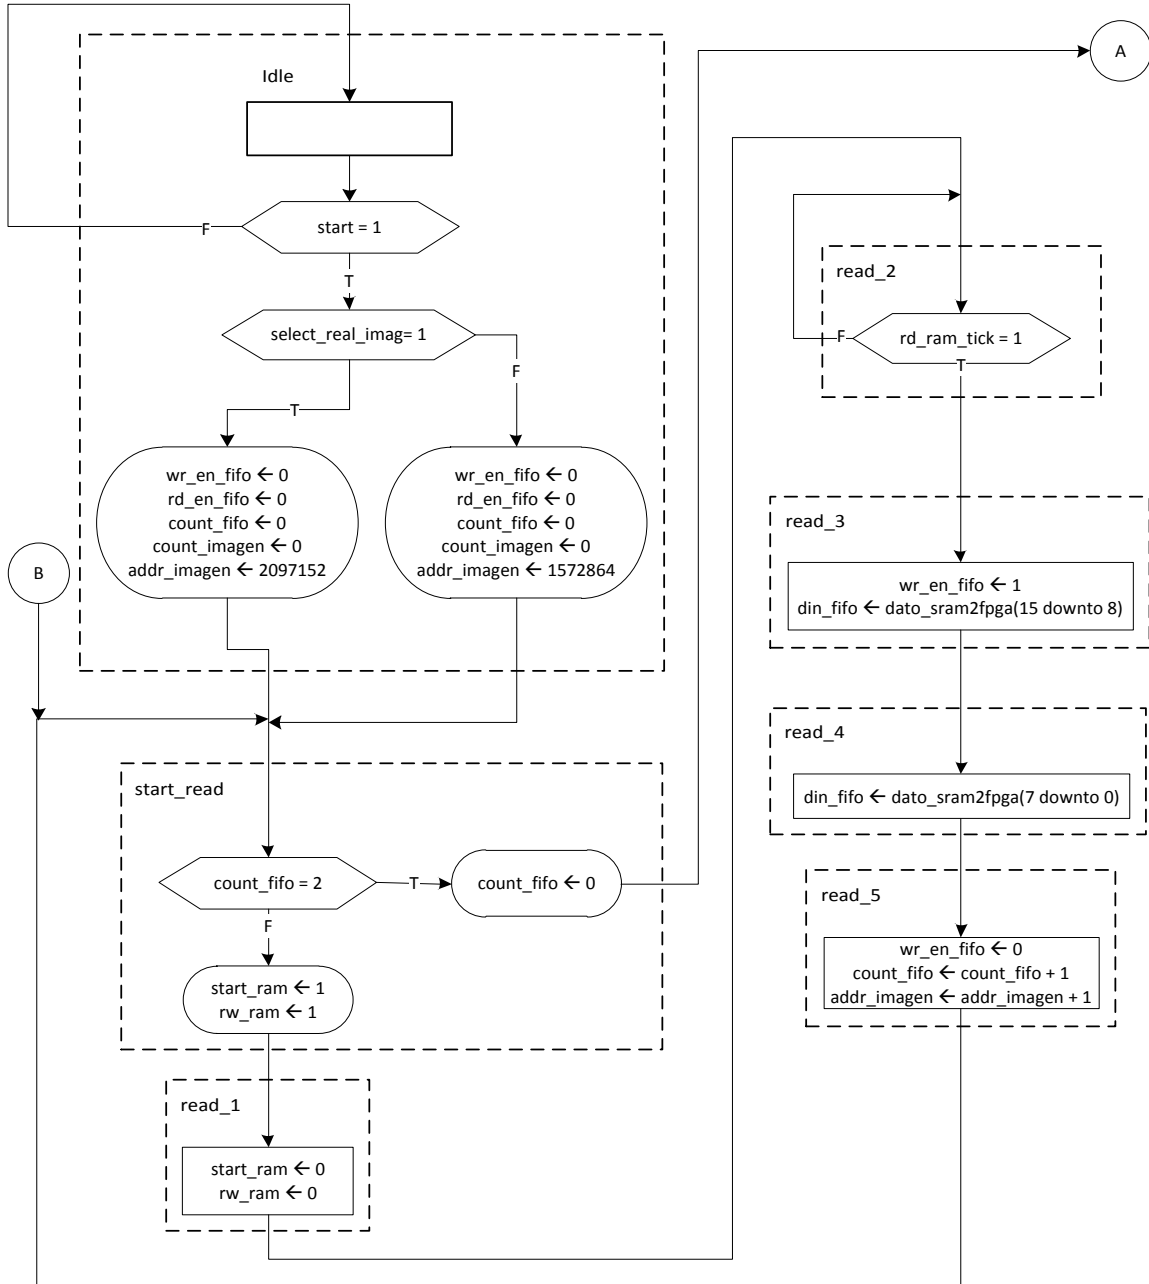 A
Idle
start = 1
F
T
select_real_imag= 1
F
T
wr_en_fifo ← 0
rd_en_fifo ← 0
count_fifo ← 0
count_imagen ← 0
addr_imagen ← 2097152
wr_en_fifo ← 0
rd_en_fifo ← 0
count_fifo ← 0
count_imagen ← 0
addr_imagen ← 1572864
B
start_read
count_fifo = 2
T
count_fifo ← 0
F
start_ram ← 1
rw_ram ← 1
read_1
start_ram ← 0
rw_ram ← 0
read_2
F
rd_ram_tick = 1
T
read_3
wr_en_fifo ← 1
din_fifo ← dato_sram2fpga(15 downto 8)
read_4
din_fifo ← dato_sram2fpga(7 downto 0)
read_5
wr_en_fifo ← 0
count_fifo ← count_fifo + 1
addr_imagen ← addr_imagen + 1